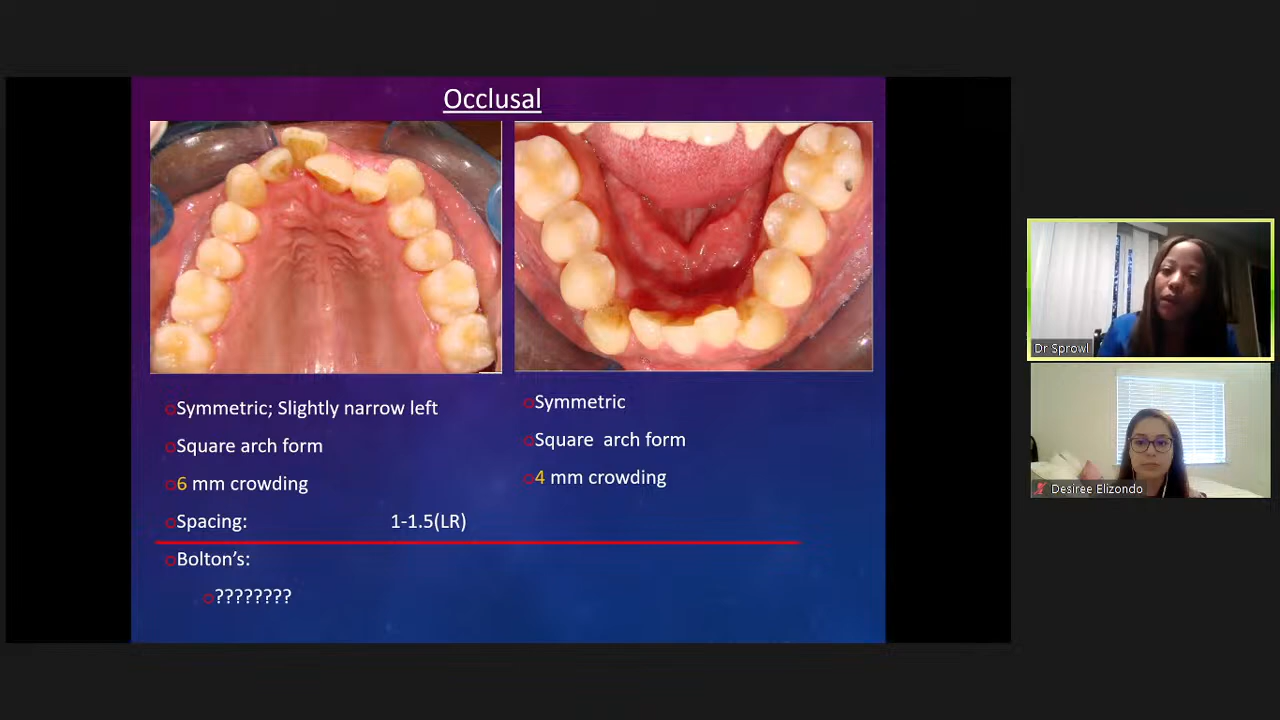 Occlusal
Symmetric; Slightly narrow left
Square arch form
6 mm crowding
Spacing: 1-1.5(LR)
Bolton’s:
????????
Symmetric
Square arch form
4 mm crowding
Dr Sprowl
Desiree Elizondo